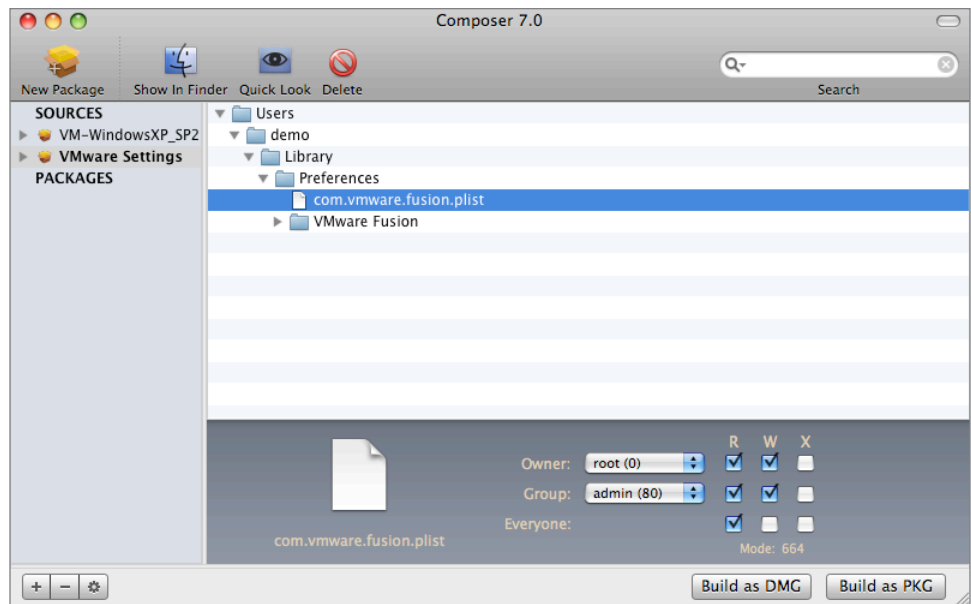 Composer 7.0
New Package Show In Finder Quick Look Delete
Search
SOURCES
VM-WindowsXP_SP2
VMware Settings
PACKAGES
Users
demo
Library
Preferences
com.vmware.fusion.plist
VMware Fusion
R W X
Owner: root (0)
Group: admin (80)
Everyone:
Mode: 664
com.vmware.fusion.plist
Build as DMG Build as PKG